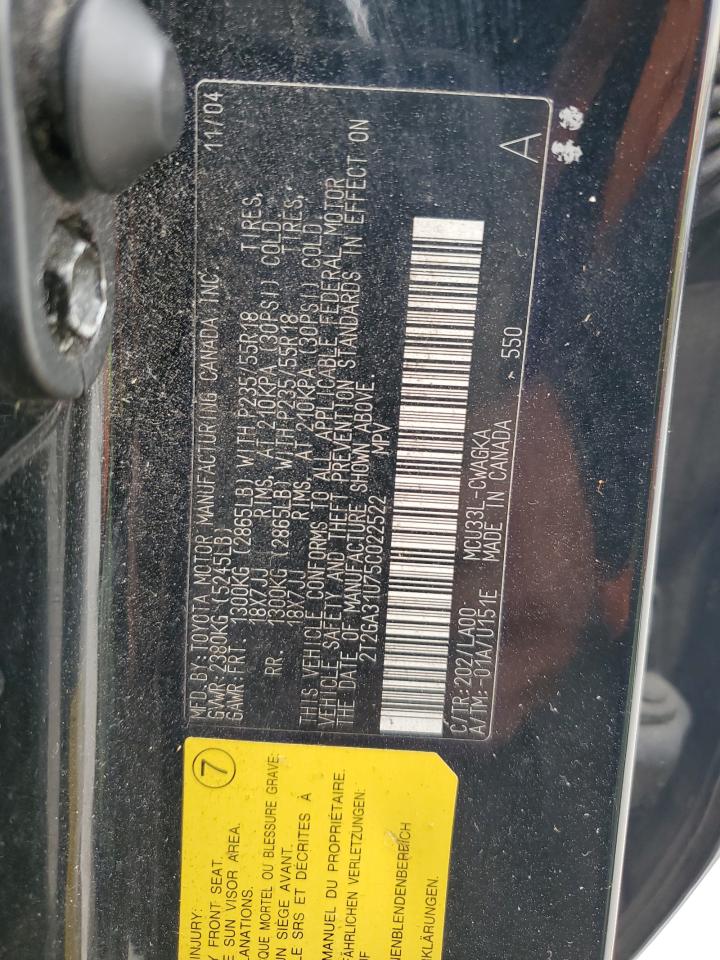 MFD. BY: TOYOTA MOTOR MANUFACTURING CANADA INC. 11/04
GVWR: 2380KG (5245LB)
GAWR: FRT. 1300KG (2865LB) WITH P235/55R18 TIRES,
18X7JJ RIMS, AT 210KPA (30PSI) COLD.
RR. 1300KG (2865LB) WITH P235/55R18 TIRES,
18X7JJ RIMS, AT 210KPA (30PSI) COLD.
THIS VEHICLE CONFORMS TO ALL APPLICABLE FEDERAL MOTOR
VEHICLE SAFETY AND THEFT PREVENTION STANDARDS IN EFFECT ON
THE DATE OF MANUFACTURE SHOWN ABOVE.
2T2GA31U75C022522 MPV
C/TR: 202/LA00 MCU33L-CWAGKA
A/TM: -01A/U151E MADE IN CANADA
550
A
7
INJURY:
FRONT SEAT.
SUN VISOR AREA.
QUE MORTEL OU BLESSURE GRAVE:
SIÈGE AVANT.
LE SRS ET DÉCRITES À
MANUEL DU PROPRIÉTAIRE.
VERLETZUNGEN: